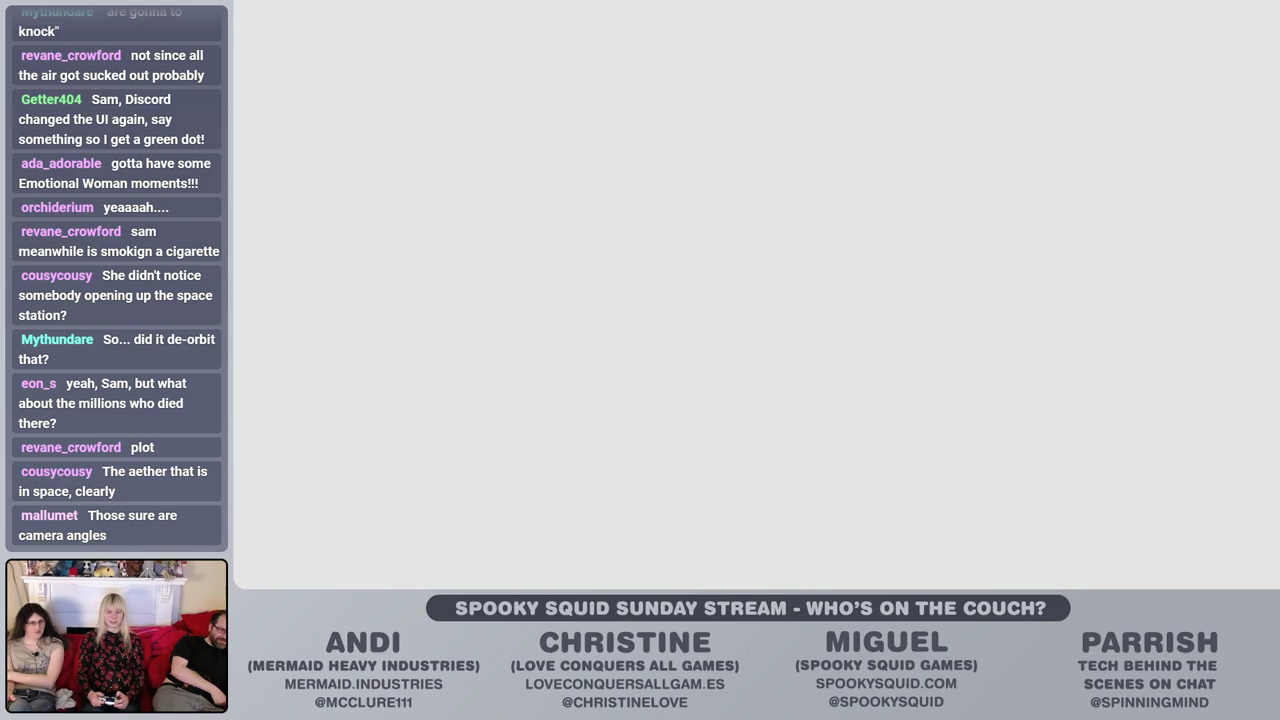 Mythundare are gonna to
knock"
revane_crowford not since all
the air got sucked out probably
Getter404 Sam, Discord
changed the UI again, say
something so I get a green dot!
ada_adorable gotta have some
Emotional Woman moments!!!
orchiderium yeaaaah....
revane_crowford sam
meanwhile is smokign a cigarette
cousycousy She didn't notice
somebody opening up the space
station?
Mythundare So... did it de-orbit
that?
eon_s yeah, Sam, but what
about the millions who died
there?
revane_crowford plot
cousycousy The aether that is
in space, clearly
mallumet Those sure are
camera angles
SPOOKY SQUID SUNDAY STREAM - WHO'S ON THE COUCH?
ANDI
(MERMAID HEAVY INDUSTRIES)
MERMAID.INDUSTRIES
@MCCLURE111
CHRISTINE
(LOVE CONQUERS ALL GAMES)
LOVECONQUERSALLGAM.ES
@CHRISTINELOVE
MIGUEL
(SPOOKY SQUID GAMES)
SPOOKYSQUID.COM
@SPOOKYSQUID
PARRISH
TECH BEHIND THE
SCENES ON CHAT
@SPINNINGMIND